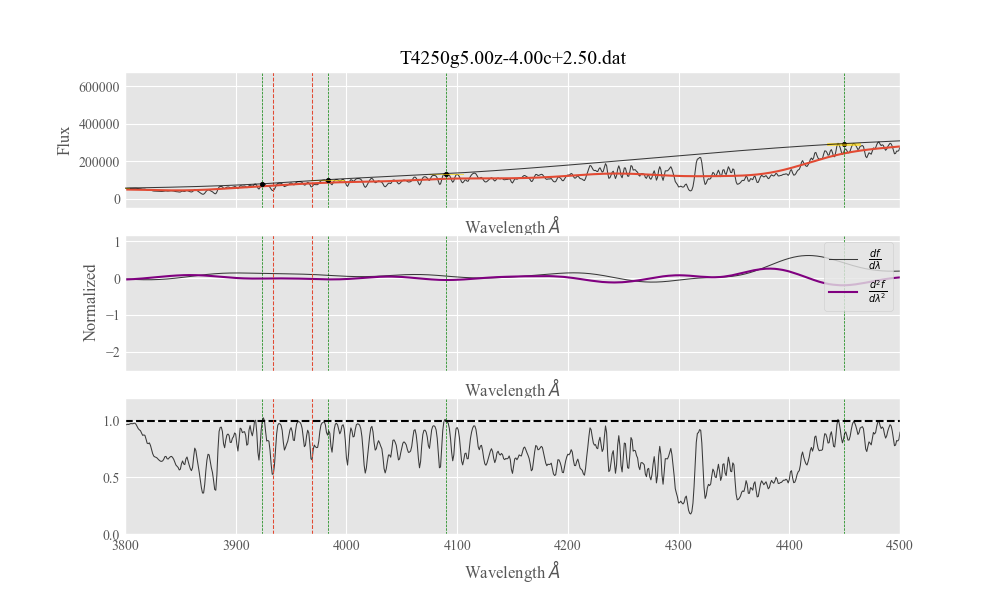 T4250g5.00z-4.00c+2.50.dat
600000
400000
200000
0
Flux
Wavelength Å
1
0
−1
−2
Normalized
df
dλ
d²f
dλ²
Wavelength Å
1.0
0.5
0.0
3800 3900 4000 4100 4200 4300 4400 4500
Wavelength Å